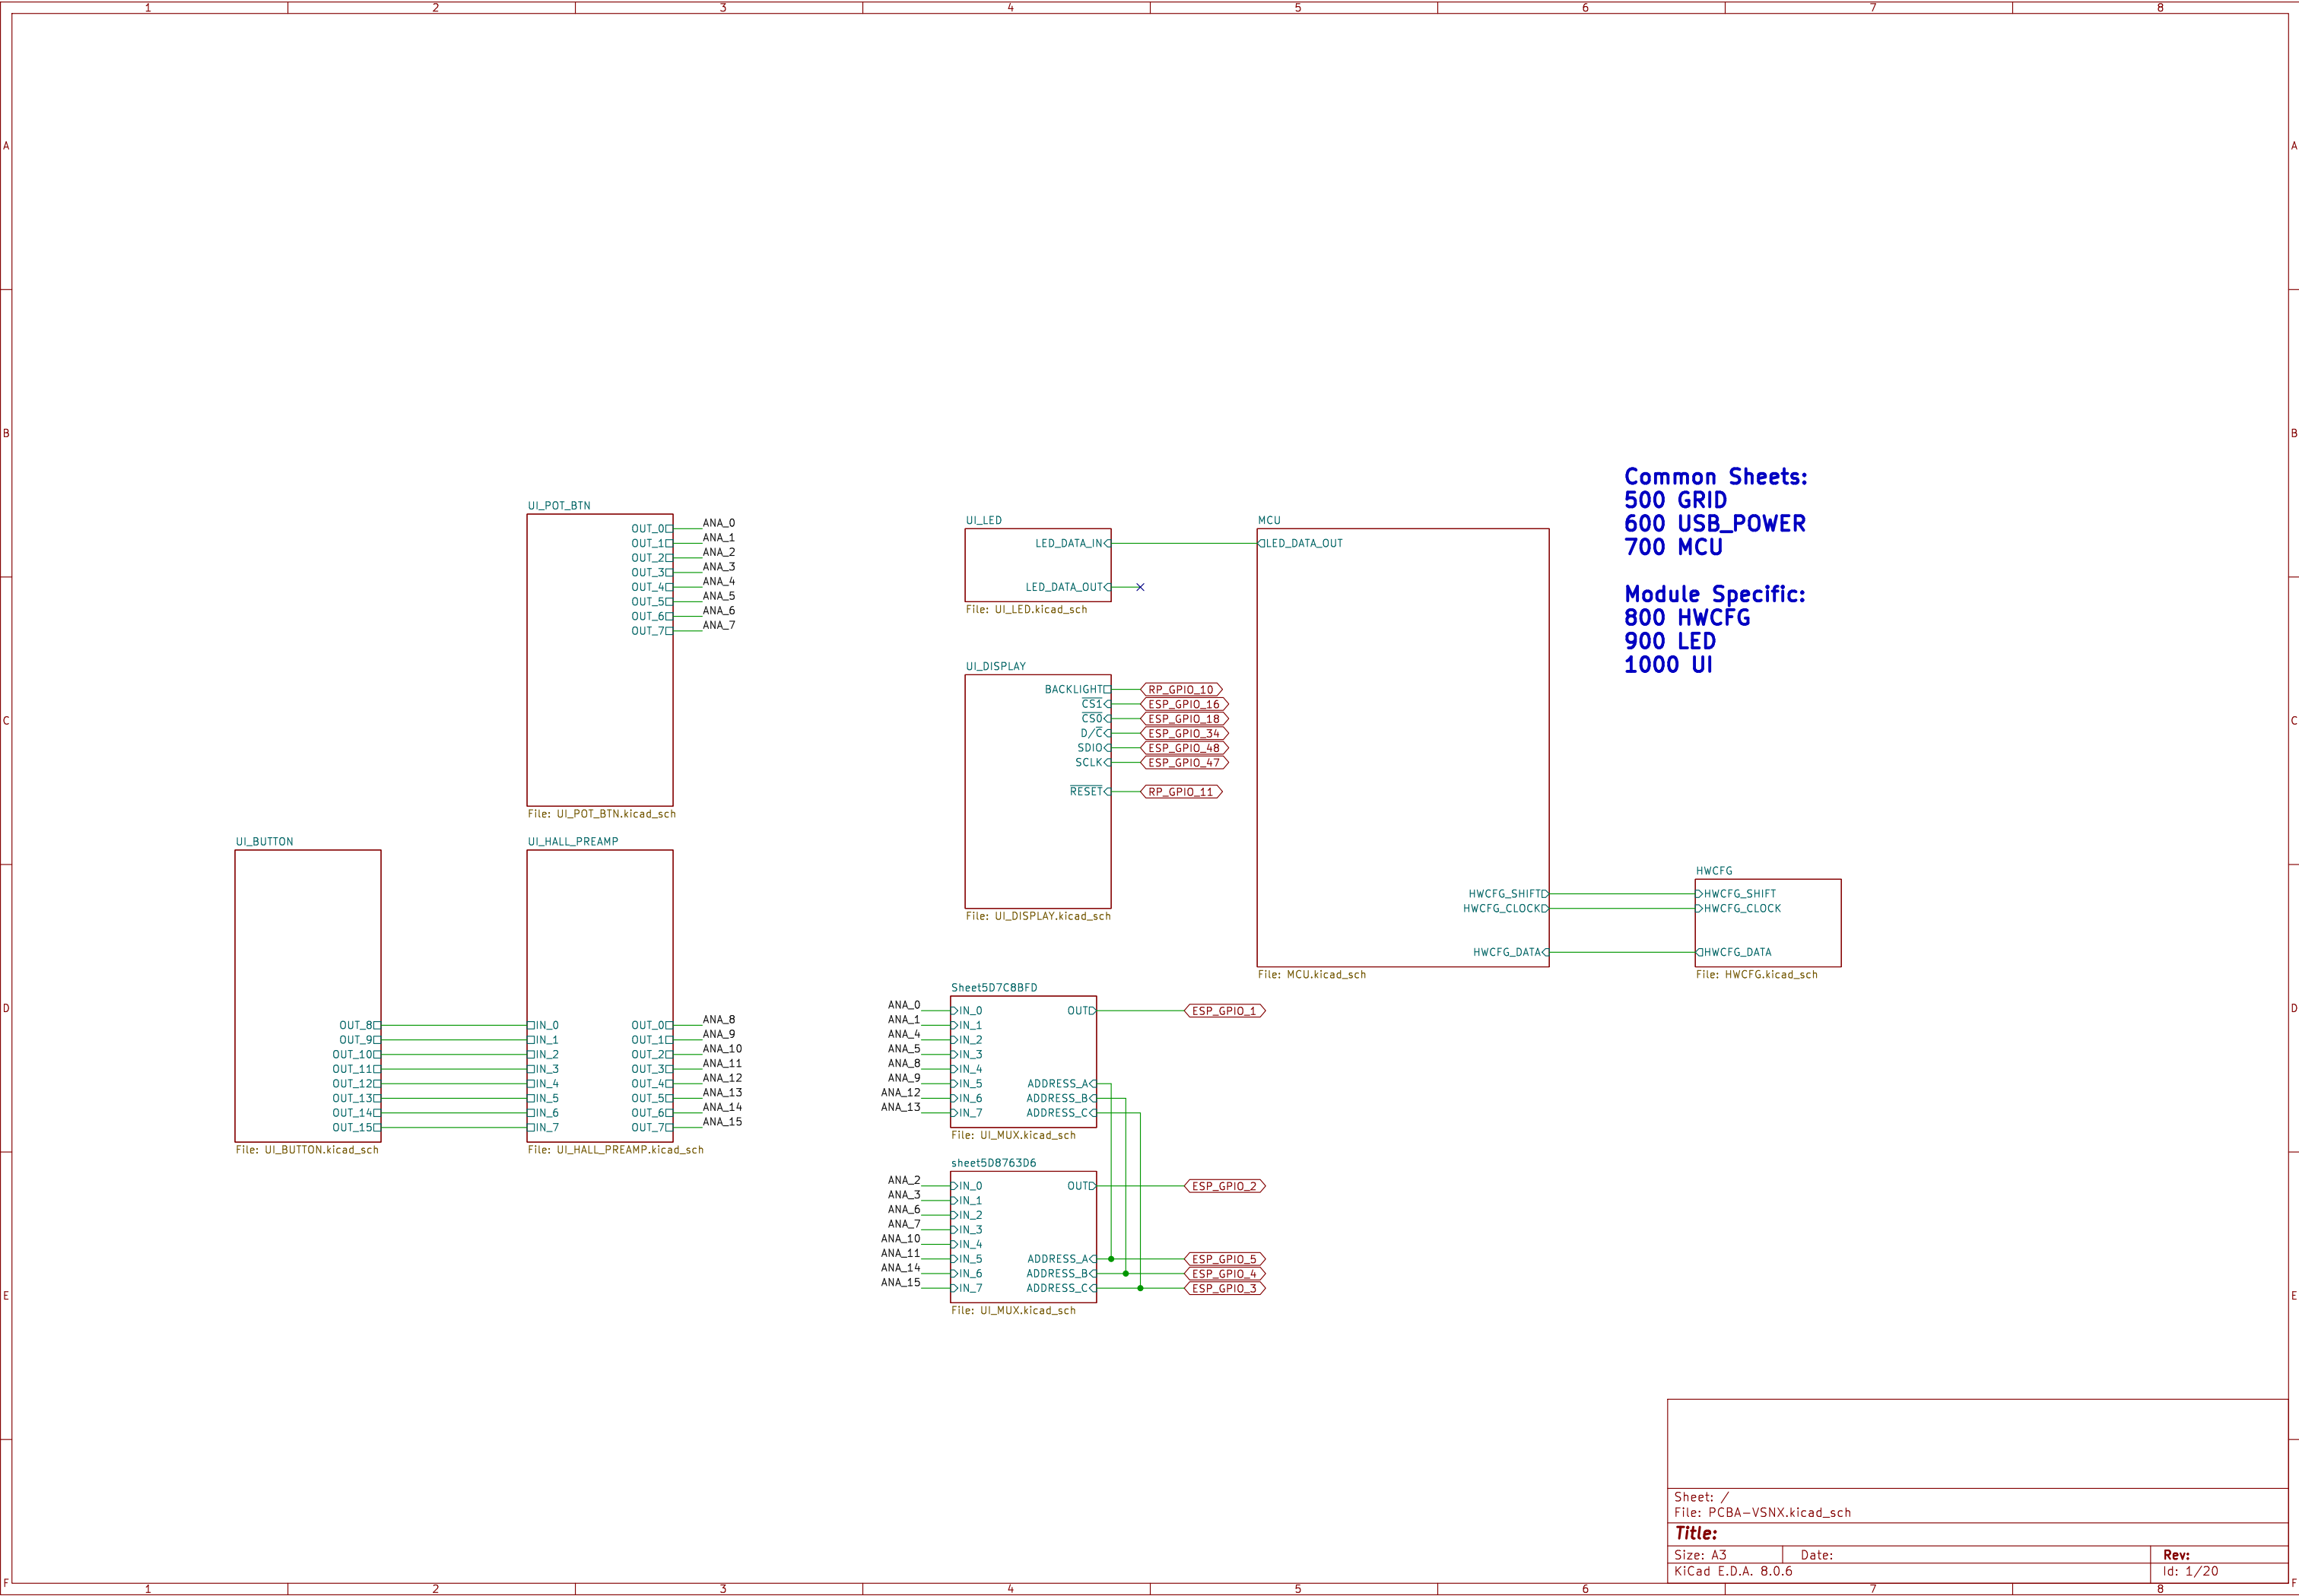 1 2 3 4 5 6 7 8
A A
B B
Common Sheets:
500 GRID
600 USB_POWER
700 MCU
Module Specific:
800 HWCFG
900 LED
1000 UI
UI_POT_BTN
OUT_0 ANA_0
OUT_1 ANA_1
OUT_2 ANA_2
OUT_3 ANA_3
OUT_4 ANA_4
OUT_5 ANA_5
OUT_6 ANA_6
OUT_7 ANA_7
File: UI_POT_BTN.kicad_sch
UI_LED
LED_DATA_IN
LED_DATA_OUT
File: UI_LED.kicad_sch
UI_DISPLAY
BACKLIGHT RP_GPIO_10
CS1 ESP_GPIO_16
CS0 ESP_GPIO_18
D/C ESP_GPIO_34
SDIO ESP_GPIO_48
SCLK ESP_GPIO_47
RESET RP_GPIO_11
File: UI_DISPLAY.kicad_sch
MCU
LED_DATA_OUT
HWCFG_SHIFT
HWCFG_CLOCK
HWCFG_DATA
File: MCU.kicad_sch
HWCFG
HWCFG_SHIFT
HWCFG_CLOCK
HWCFG_DATA
File: HWCFG.kicad_sch
C C
UI_BUTTON
OUT_8
OUT_9
OUT_10
OUT_11
OUT_12
OUT_13
OUT_14
OUT_15
File: UI_BUTTON.kicad_sch
UI_HALL_PREAMP
IN_0 OUT_0 ANA_8
IN_1 OUT_1 ANA_9
IN_2 OUT_2 ANA_10
IN_3 OUT_3 ANA_11
IN_4 OUT_4 ANA_12
IN_5 OUT_5 ANA_13
IN_6 OUT_6 ANA_14
IN_7 OUT_7 ANA_15
File: UI_HALL_PREAMP.kicad_sch
D D
Sheet5D7C8BFD
ANA_0 IN_0 OUT ESP_GPIO_1
ANA_1 IN_1
ANA_4 IN_2
ANA_5 IN_3
ANA_8 IN_4
ANA_9 IN_5 ADDRESS_A
ANA_12 IN_6 ADDRESS_B
ANA_13 IN_7 ADDRESS_C
File: UI_MUX.kicad_sch
sheet5D8763D6
ANA_2 IN_0 OUT ESP_GPIO_2
ANA_3 IN_1
ANA_6 IN_2
ANA_7 IN_3
ANA_10 IN_4
ANA_11 IN_5 ADDRESS_A ESP_GPIO_5
ANA_14 IN_6 ADDRESS_B ESP_GPIO_4
ANA_15 IN_7 ADDRESS_C ESP_GPIO_3
File: UI_MUX.kicad_sch
E E
Sheet: /
File: PCBA-VSNX.kicad_sch
Title:
Size: A3 Date: Rev:
KiCad E.D.A. 8.0.6 Id: 1/20
F F
1 2 3 4 5 6 7 8